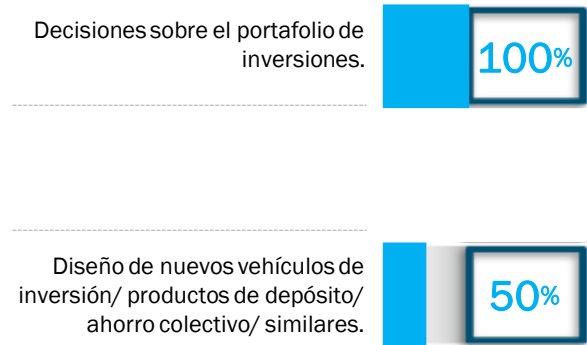 Decisiones sobre el portafolio de
inversiones.
100%
Diseño de nuevos vehículos de
inversión/ productos de depósito/
ahorro colectivo/ similares.
50%